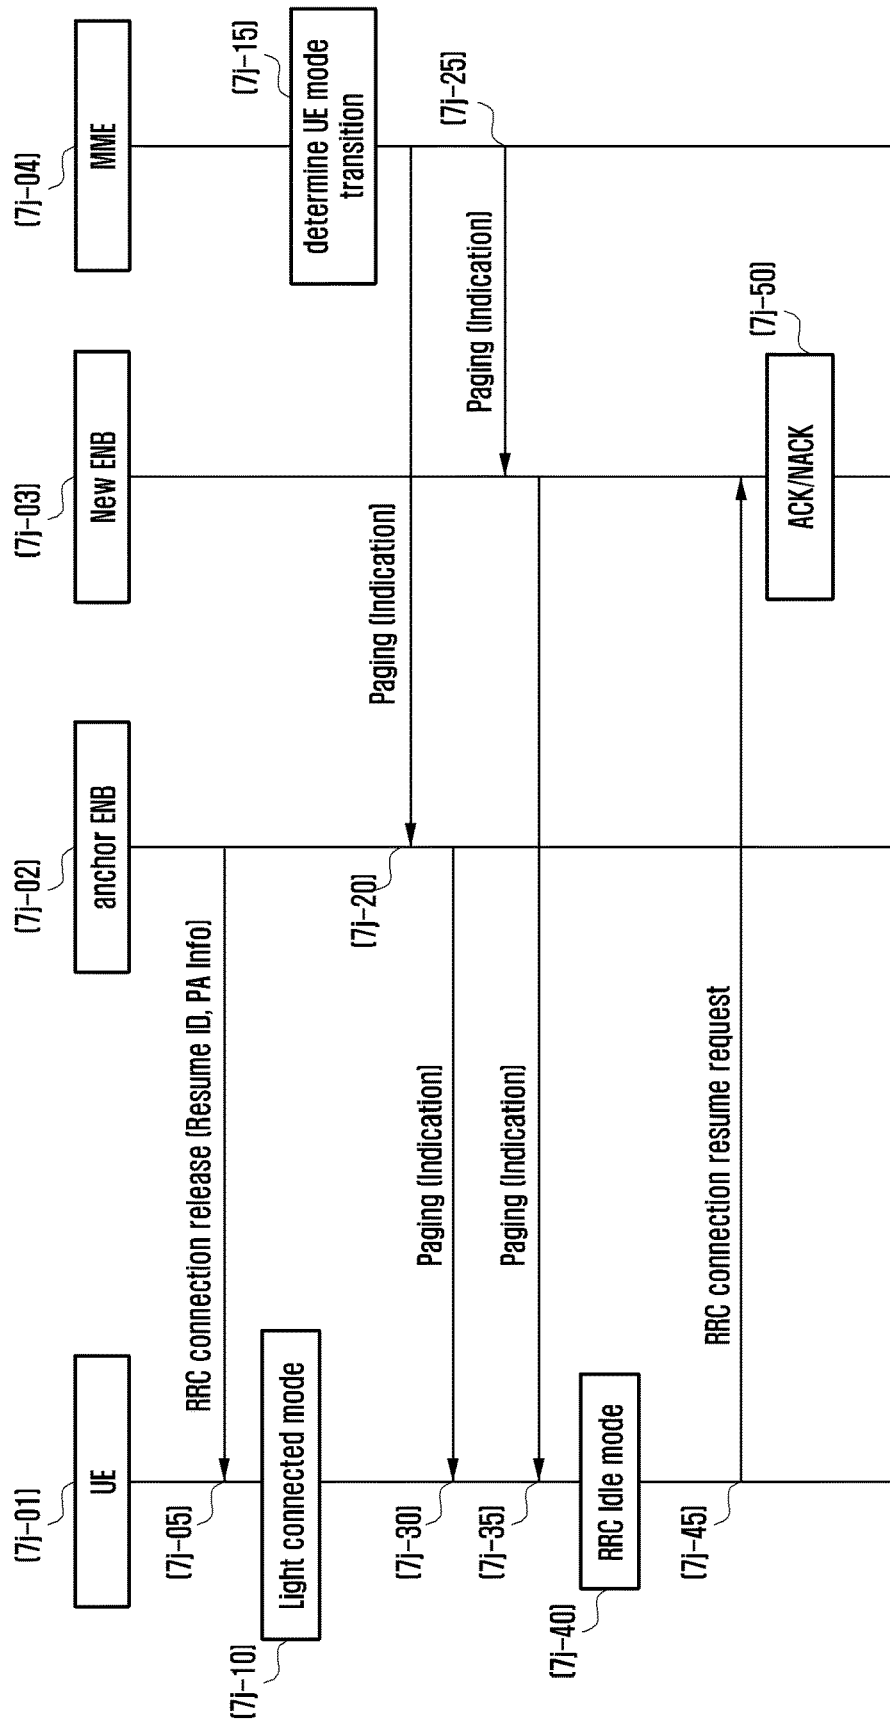 (7j-01)
(7j-02)
(7j-03)
(7j-04)
UE
anchor ENB
New ENB
MME
RRC connection release (Resume ID, PA Info)
(7j-05)
Light connected mode
(7j-10)
(7j-15)
determine UE mode
transition
Paging (Indication)
(7j-20)
(7j-25)
Paging (Indication)
Paging (Indication)
(7j-30)
Paging (Indication)
(7j-35)
RRC Idle mode
(7j-40)
RRC connection resume request
(7j-45)
ACK/NACK
(7j-50)